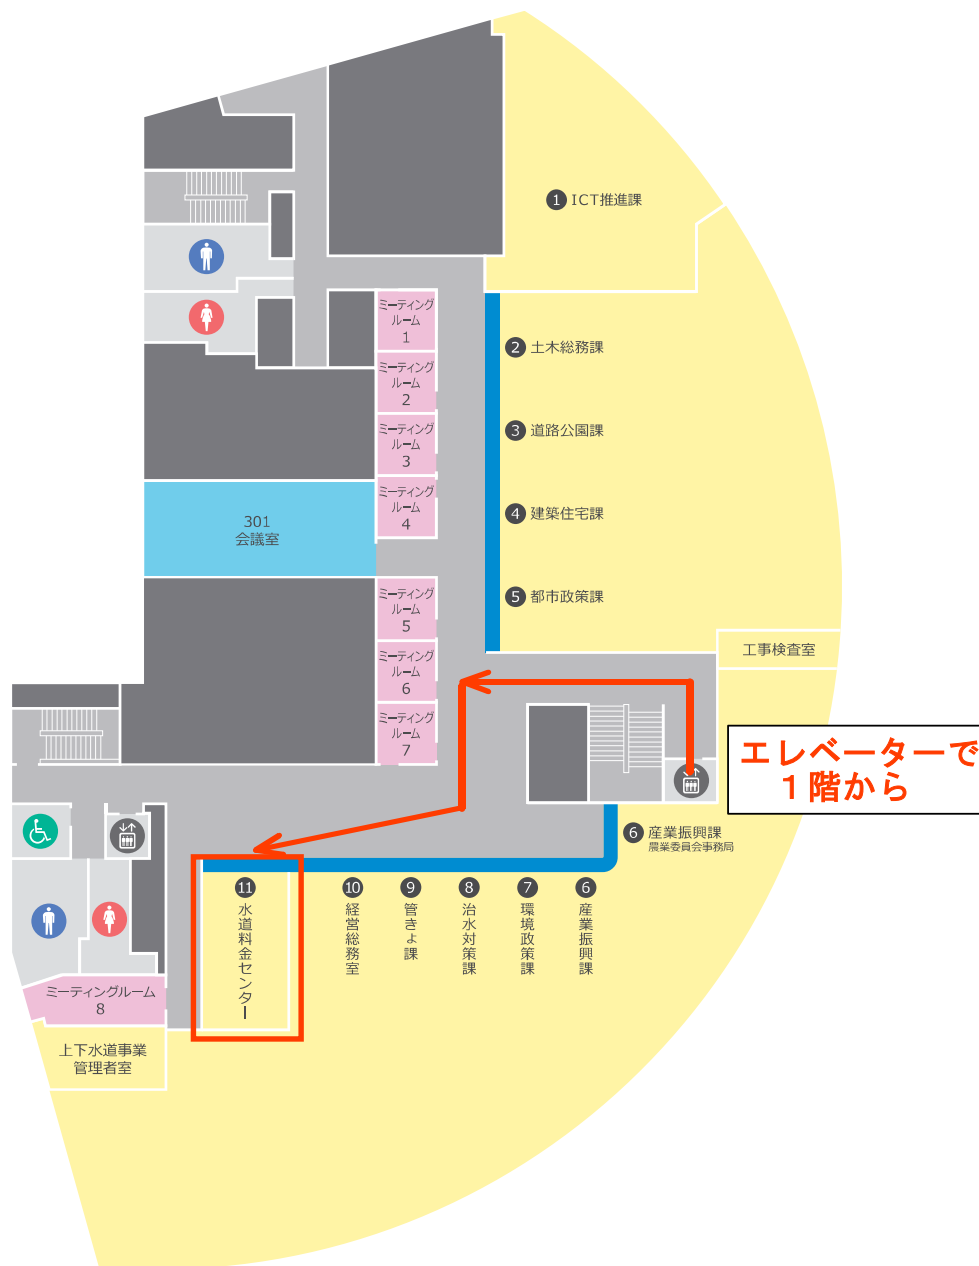 1 ICT推進課
ミーティング
ルーム
1
2 土木総務課
ミーティング
ルーム
2
3 道路公園課
ミーティング
ルーム
3
ミーティング
ルーム
4
4 建築住宅課
301
会議室
ミーティング
ルーム
5
5 都市政策課
ミーティング
ルーム
6
工事検査室
ミーティング
ルーム
7
エレベーターで
1階から
6 産業振興課
農業委員会事務局
11 水道料金センター
10 経営総務室
9 管きょ課
8 治水対策課
7 環境政策課
6 産業振興課
ミーティングルーム
8
上下水道事業
管理者室